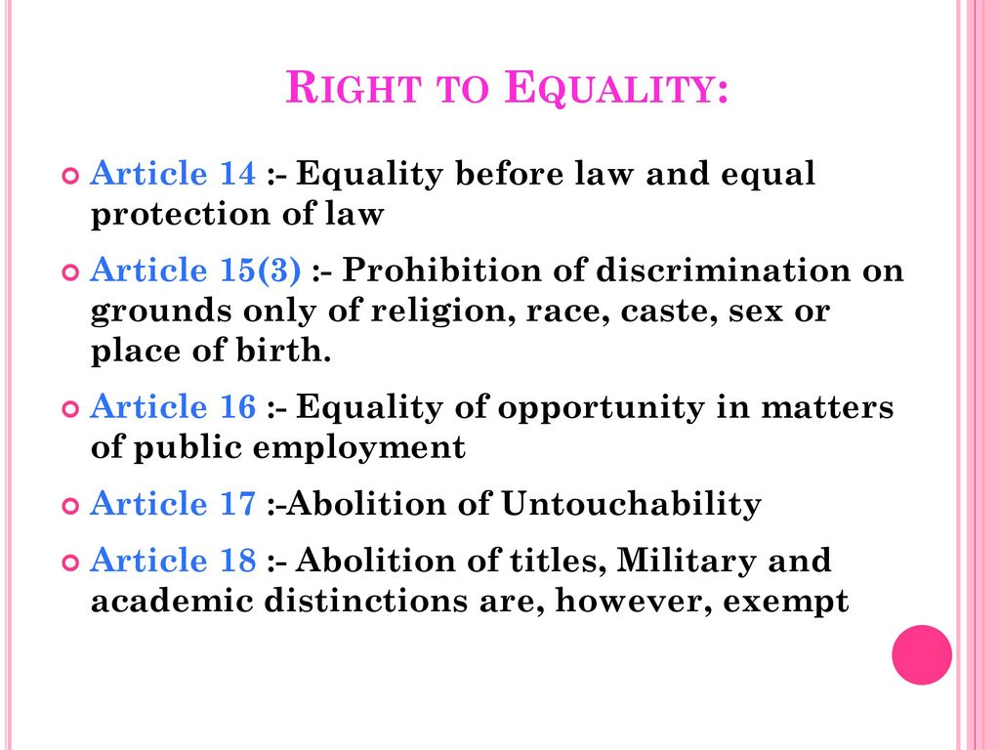 RIGHT TO EQUALITY:
Article 14 :- Equality before law and equal
protection of law
Article 15(3) :- Prohibition of discrimination on
grounds only of religion, race, caste, sex or
place of birth.
Article 16 :- Equality of opportunity in matters
of public employment
Article 17 :-Abolition of Untouchability
Article 18 :- Abolition of titles, Military and
academic distinctions are, however, exempt